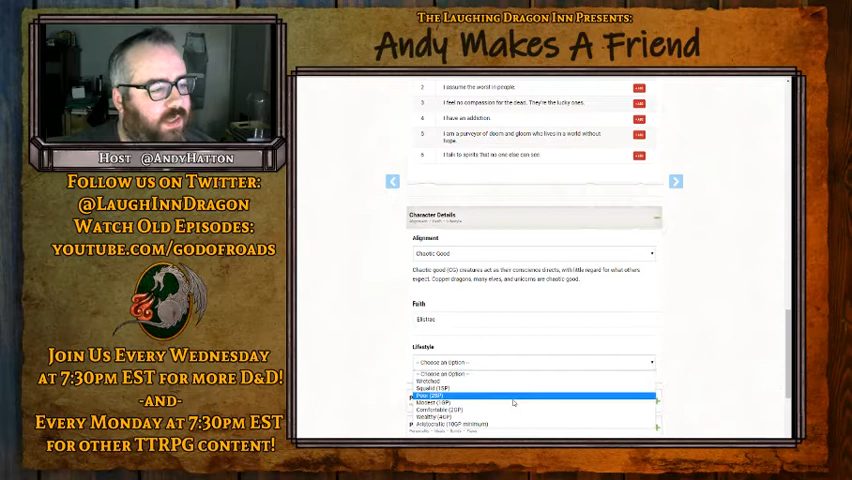 THE LAUGHING DRAGON INN PRESENTS:
Andy Makes A Friend
HOST @ANDYHATTON
FOLLOW US ON TWITTER:
@LAUGHINNDRAGON
WATCH OLD EPISODES:
YOUTUBE.COM/GODOFROADS
JOIN US EVERY WEDNESDAY
AT 7:30PM EST FOR MORE D&D!
-AND-
EVERY MONDAY AT 7:30PM EST
FOR OTHER TTRPG CONTENT!
2 I assume the worst in people.
3 I feel no compassion for the dead. They're the lucky ones.
4 I have an addiction.
5 I am a purveyor of doom and gloom who lives in a world without
hope.
6 I talk to spirits that no one else can see.
Character Details
Alignment
Chaotic Good
Chaotic good (CG) creatures act as their conscience directs, with little regard for what others
expect. Copper dragons, many elves, and unicorns are chaotic good.
Faith
Lifestyle
-- Choose an Option --
-- Choose an Option --
Wretched
Squalid (1SP)
Poor (2SP)
Modest (1GP)
Comfortable (2GP)
Wealthy (4GP)
Aristocratic (10GP minimum)